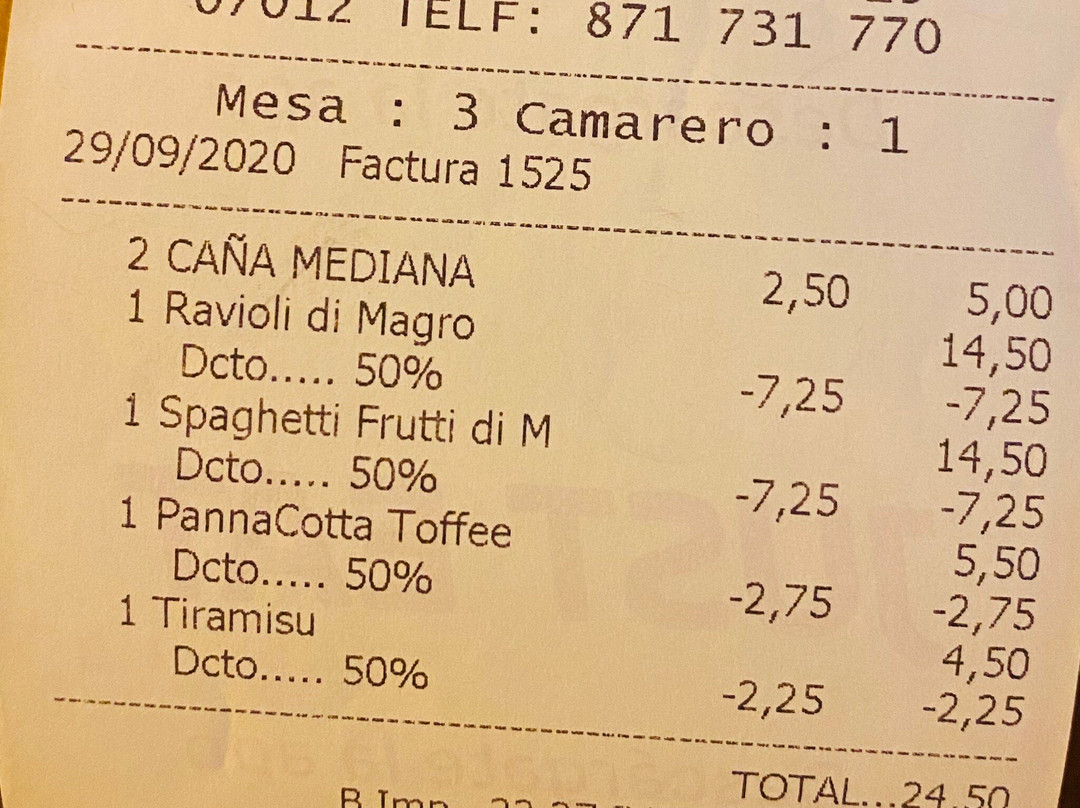 07012 TELF: 871 731 770
Mesa : 3 Camarero : 1
29/09/2020 Factura 1525
2 CAÑA MEDIANA 2,50 5,00
1 Ravioli di Magro 14,50
Dcto..... 50% -7,25 -7,25
1 Spaghetti Frutti di M 14,50
Dcto..... 50% -7,25 -7,25
1 PannaCotta Toffee 5,50
Dcto..... 50% -2,75 -2,75
1 Tiramisu 4,50
Dcto..... 50% -2,25 -2,25
TOTAL...24,50
B.Imp.